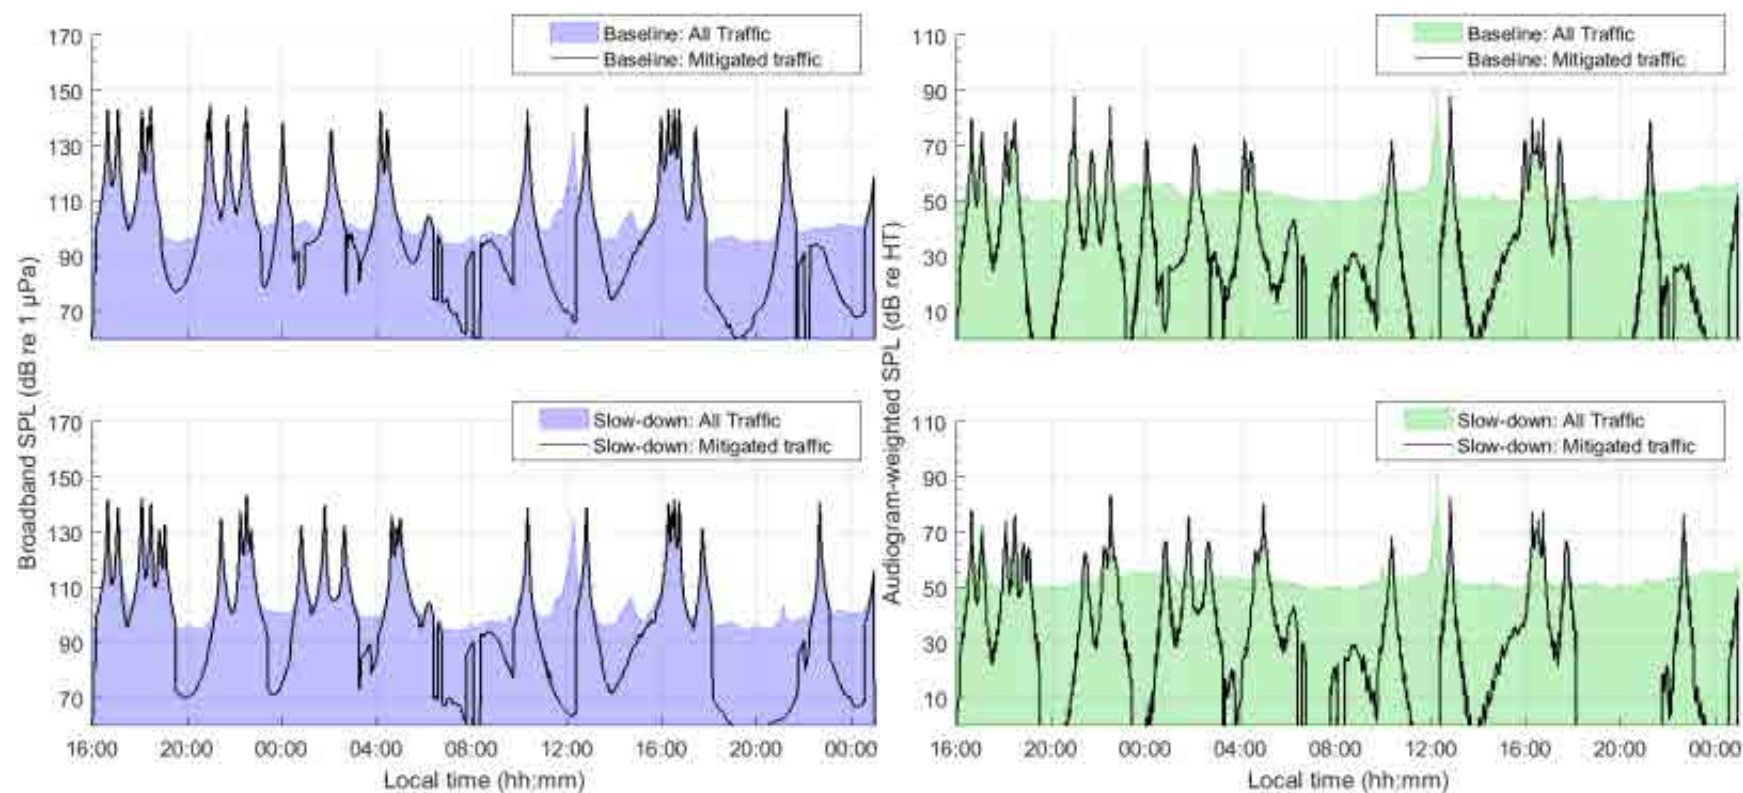 Broadband SPL (dB re 1 µPa)
170
150
130
110
90
70
Baseline: All Traffic
Baseline: Mitigated traffic
170
150
130
110
90
70
Slow-down: All Traffic
Slow-down: Mitigated traffic
16:00 20:00 00:00 04:00 08:00 12:00 16:00 20:00 00:00
Local time (hh:mm)
Audiogram-weighted SPL (dB re HT)
110
90
70
50
30
10
Baseline: All Traffic
Baseline: Mitigated traffic
110
90
70
50
30
10
Slow-down: All Traffic
Slow-down: Mitigated traffic
16:00 20:00 00:00 04:00 08:00 12:00 16:00 20:00 00:00
Local time (hh:mm)